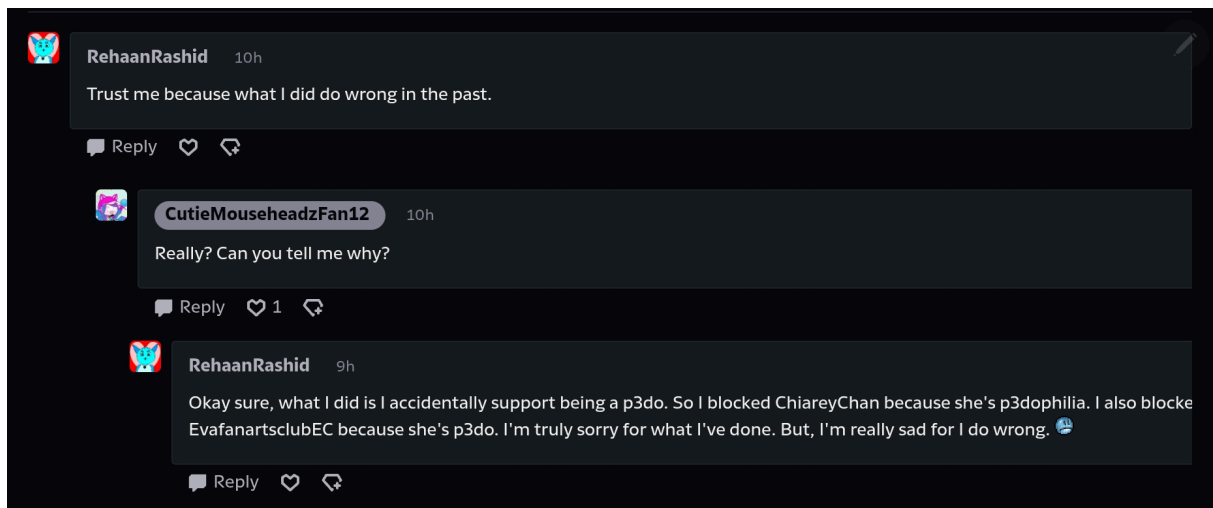 RehaanRashid 10h
Trust me because what I did do wrong in the past.
Reply
CutieMouseheadzFan12 10h
Really? Can you tell me why?
Reply 1
RehaanRashid 9h
Okay sure, what I did is I accidentally support being a p3do. So I blocked ChiareyChan because she's p3dophilia. I also blocke
EvafanartsclubEC because she's p3do. I'm truly sorry for what I've done. But, I'm really sad for I do wrong.
Reply